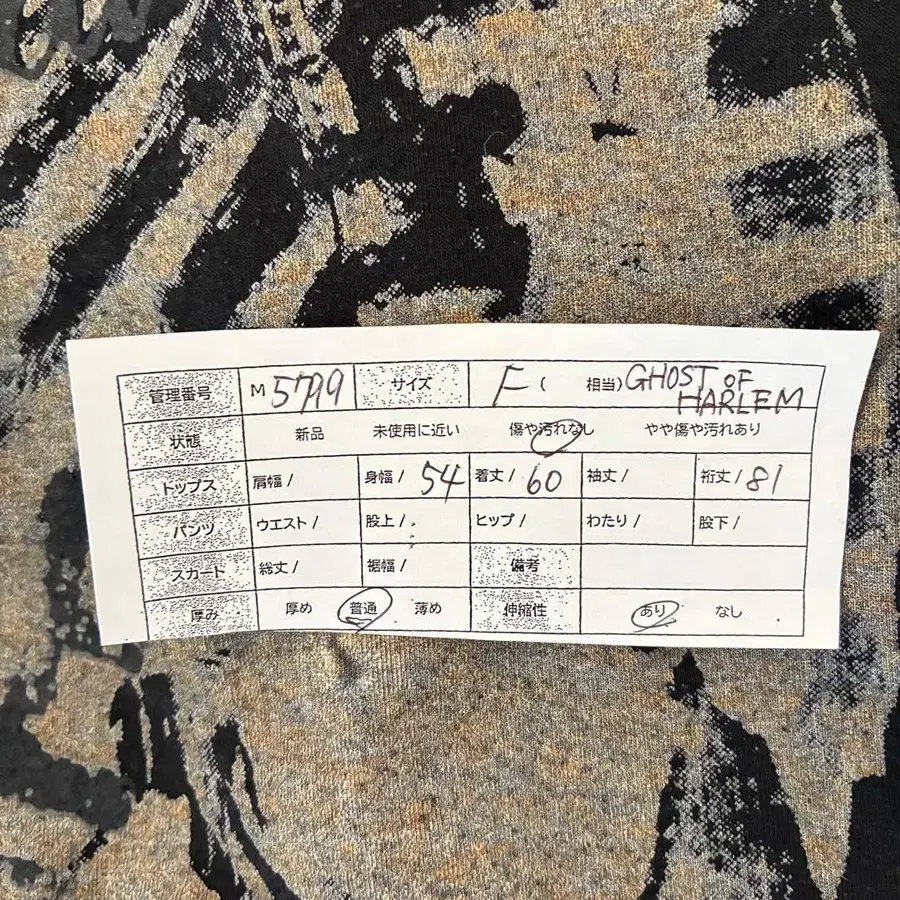 管理番号 M 5799 サイズ F ( 相当) GHOST OF HARLEM
状態 新品 未使用に近い 傷や汚れなし やや傷や汚れあり
トップス 肩幅 / 身幅 / 54 着丈 / 60 袖丈 / 裄丈 / 81
パンツ ウエスト / 股上 / ヒップ / わたり / 股下 /
スカート 総丈 / 裾幅 / 備考
厚み 厚め 普通 薄め 伸縮性 あり なし